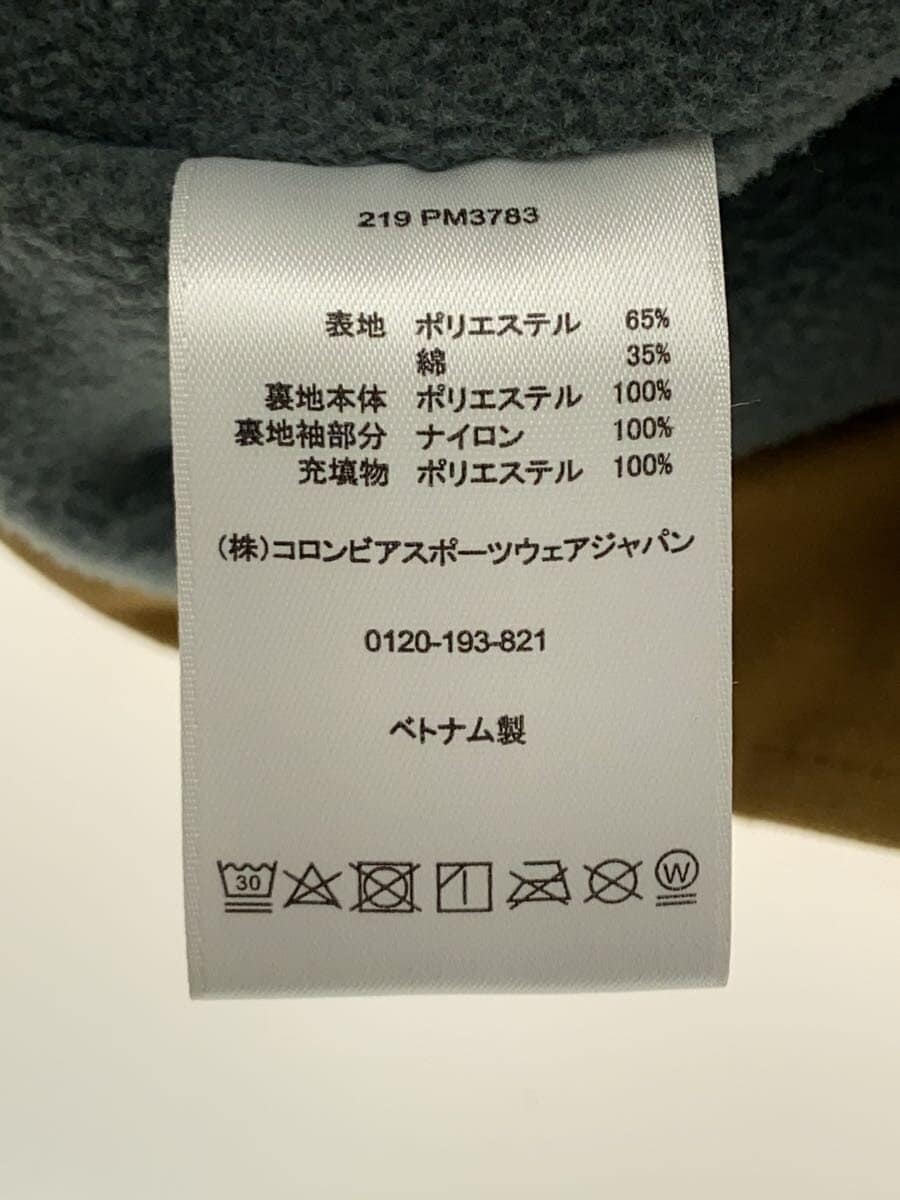 219 PM3783
表地 ポリエステル 65%
綿 35%
裏地本体 ポリエステル 100%
裏地袖部分 ナイロン 100%
充填物 ポリエステル 100%
(株)コロンビアスポーツウェアジャパン
0120-193-821
ベトナム製
30 W